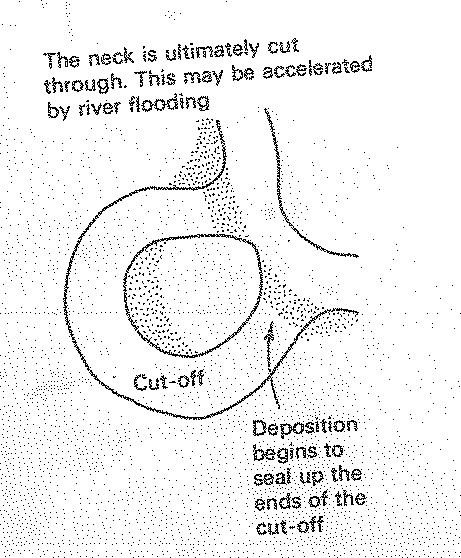 The neck is ultimately cut
through. This may be accelerated
by river flooding
Cut-off
Deposition
begins to
seal up the
ends of the
cut-off